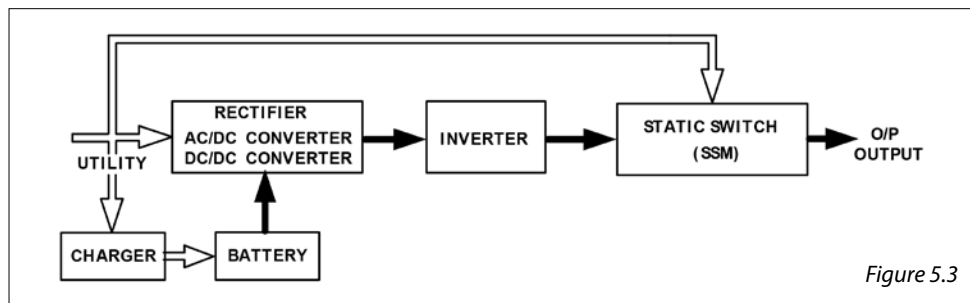 RECTIFIER
AC/DC CONVERTER
DC/DC CONVERTER
INVERTER
STATIC SWITCH
(SSM)
O/P
OUTPUT
UTILITY
CHARGER
BATTERY
Figure 5.3